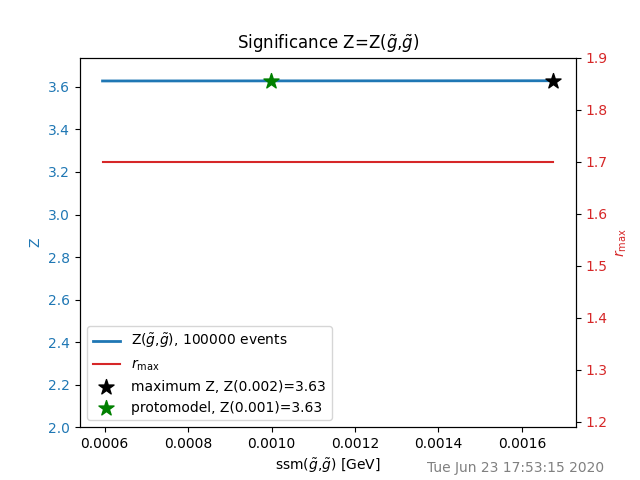 Significance Z=Z(g̃,g̃)
3.6
3.4
3.2
3.0
2.8
2.6
2.4
2.2
2.0
Z
1.9
1.8
1.7
1.6
1.5
1.4
1.3
1.2
r_max
Z(g̃,g̃), 100000 events
r_max
maximum Z, Z(0.002)=3.63
protomodel, Z(0.001)=3.63
0.0006 0.0008 0.0010 0.0012 0.0014 0.0016
ssm(g̃,g̃) [GeV]
Tue Jun 23 17:53:15 2020